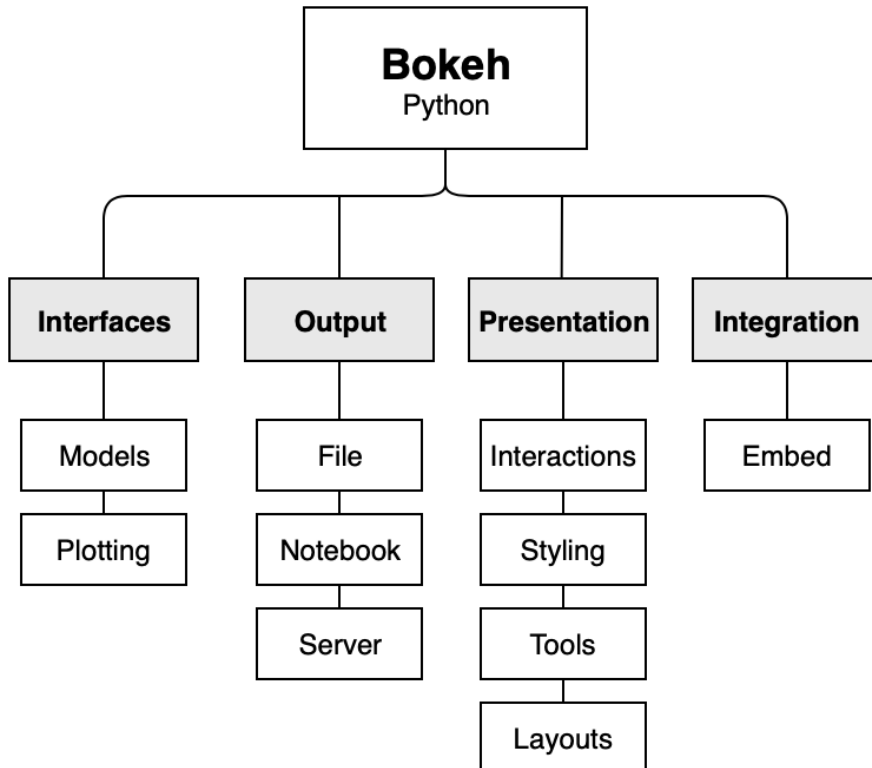 Bokeh
Python
Interfaces
Output
Presentation
Integration
Models
File
Interactions
Embed
Plotting
Notebook
Styling
Server
Tools
Layouts